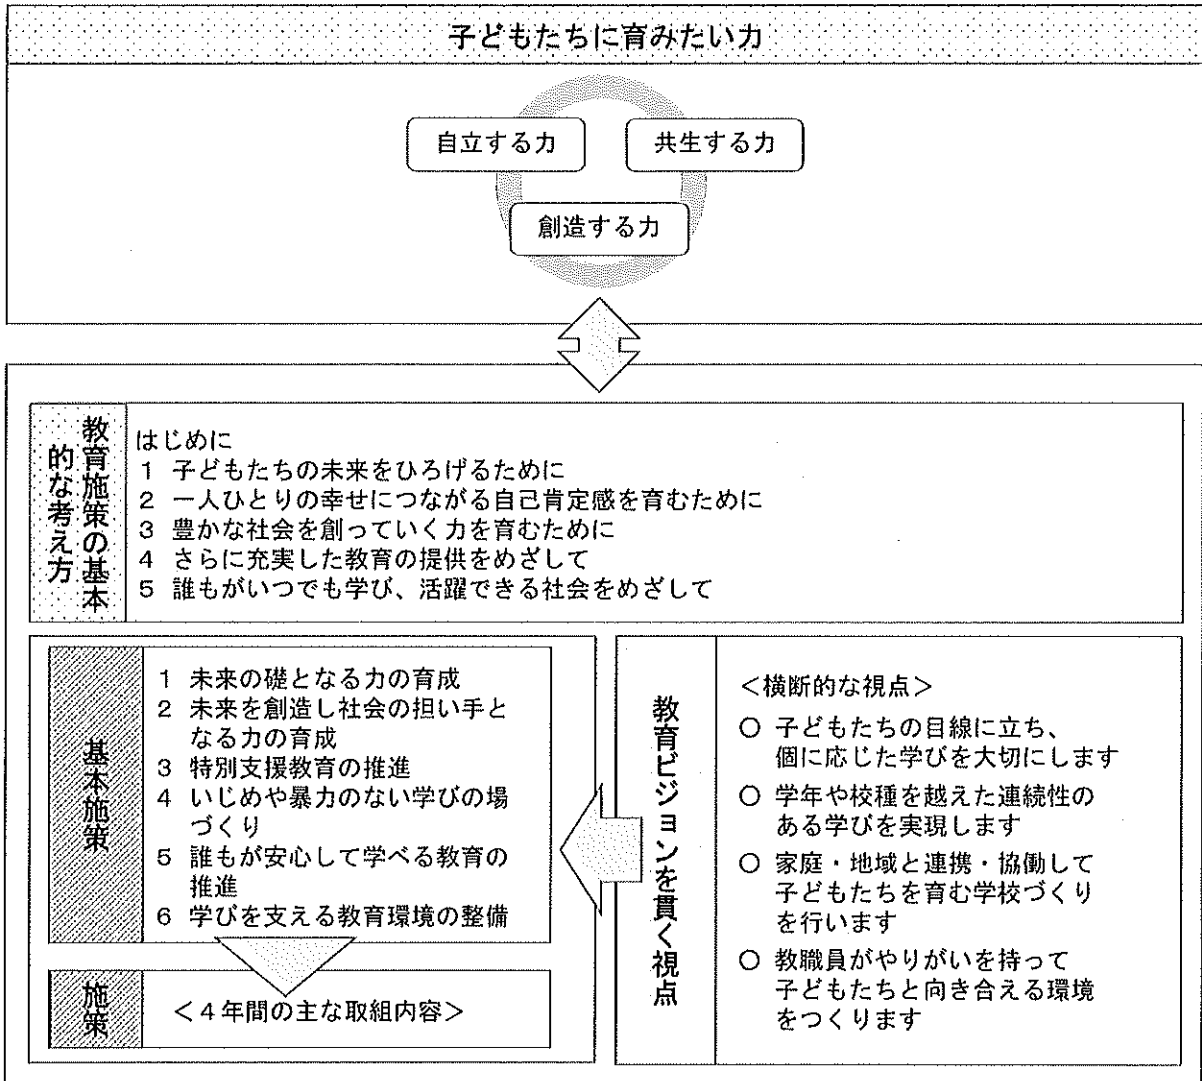 子どもたちに育みたい力
自立する力
共生する力
創造する力
教育施策の基本
的な考え方
はじめに
1 子どもたちの未来をひろげるために
2 一人ひとりの幸せにつながる自己肯定感を育むために
3 豊かな社会を創っていく力を育むために
4 さらに充実した教育の提供をめざして
5 誰もがいつでも学び、活躍できる社会をめざして
基本施策
1 未来の礎となる力の育成
2 未来を創造し社会の担い手と
なる力の育成
3 特別支援教育の推進
4 いじめや暴力のない学びの場
づくり
5 誰もが安心して学べる教育の
推進
6 学びを支える教育環境の整備
施策
<4年間の主な取組内容>
教育ビジョンを貫く視点
<横断的な視点>
○ 子どもたちの目線に立ち、
個に応じた学びを大切にします
○ 学年や校種を越えた連続性の
ある学びを実現します
○ 家庭・地域と連携・協働して
子どもたちを育む学校づくり
を行います
○ 教職員がやりがいを持って
子どもたちと向き合える環境
をつくります